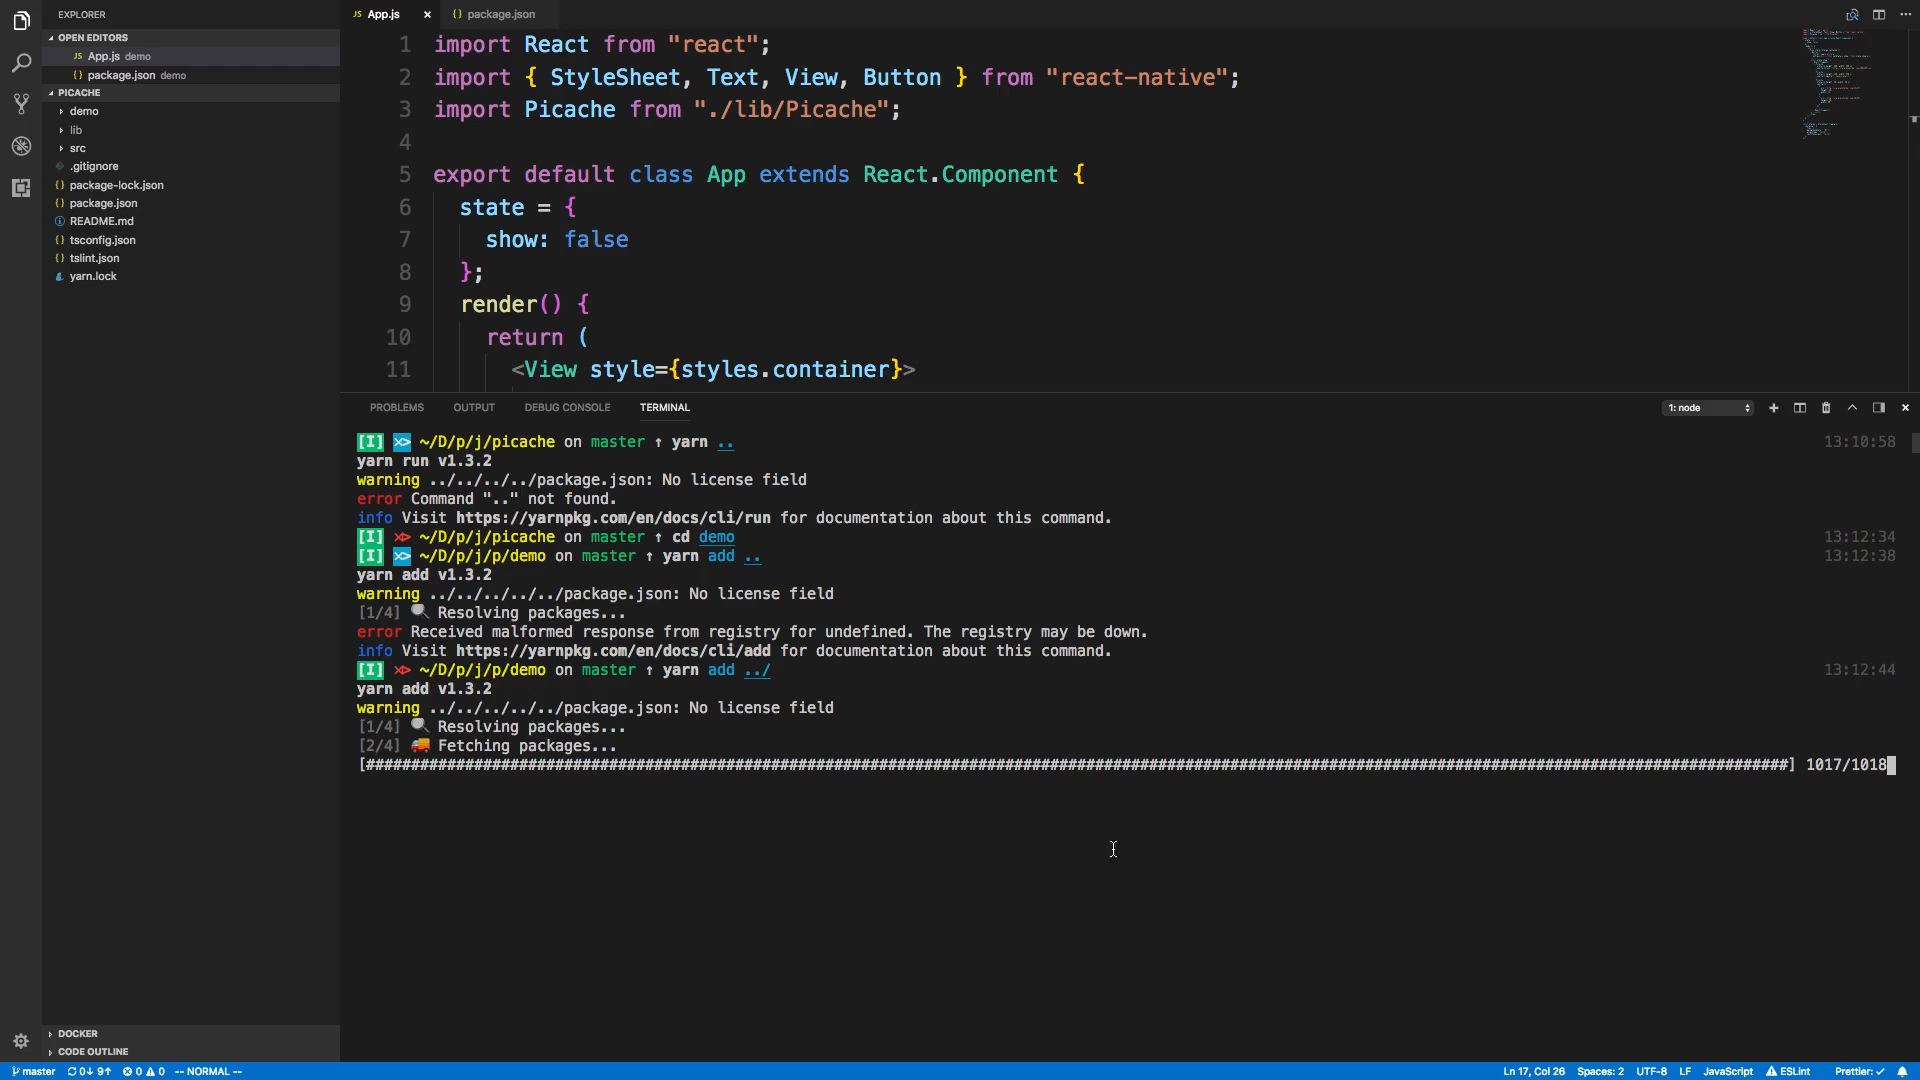 EXPLORER
OPEN EDITORS
JS App.js demo
{} package.json demo
PICACHE
demo
lib
src
.gitignore
{} package-lock.json
{} package.json
README.md
{} tsconfig.json
{} tslint.json
yarn.lock
DOCKER
CODE OUTLINE
JS App.js ×
{} package.json
1 import React from "react";
2 import { StyleSheet, Text, View, Button } from "react-native";
3 import Picache from "./lib/Picache";
4
5 export default class App extends React.Component {
6 state = {
7 show: false
8 };
9 render() {
10 return (
11 <View style={styles.container}>
PROBLEMS OUTPUT DEBUG CONSOLE TERMINAL
1: node
[I] ~/D/p/j/picache on master ↑ yarn .. 13:10:58
yarn run v1.3.2
warning ../../../../package.json: No license field
error Command ".." not found.
info Visit https://yarnpkg.com/en/docs/cli/run for documentation about this command.
[I] ~/D/p/j/picache on master ↑ cd demo 13:12:34
[I] ~/D/p/j/p/demo on master ↑ yarn add .. 13:12:38
yarn add v1.3.2
warning ../../../../../package.json: No license field
[1/4] 🔍 Resolving packages...
error Received malformed response from registry for undefined. The registry may be down.
info Visit https://yarnpkg.com/en/docs/cli/add for documentation about this command.
[I] ~/D/p/j/p/demo on master ↑ yarn add ../ 13:12:44
yarn add v1.3.2
warning ../../../../../package.json: No license field
[1/4] 🔍 Resolving packages...
[2/4] 🚚 Fetching packages...
[##############################################################################################################################################################] 1017/1018
master 0↓ 9↑ 0 0 -- NORMAL --
Ln 17, Col 26 Spaces: 2 UTF-8 LF JavaScript ESLint Prettier: ✓